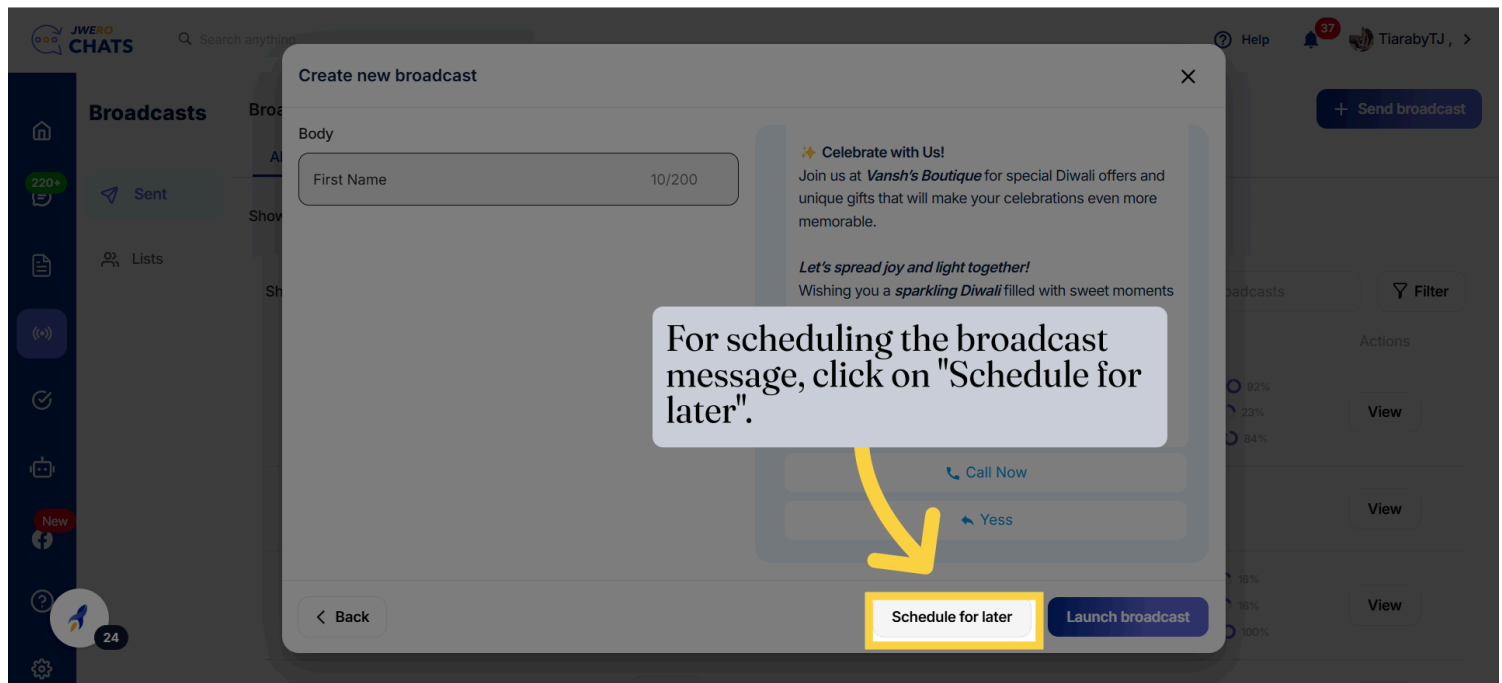 JWERO
CHATS
Search anything
Help
37
TiarabyTJ ,
Create new broadcast
Broadcasts
Send broadcast
Body
First Name 10/200
✨ Celebrate with Us!
Join us at Vansh's Boutique for special Diwali offers and
unique gifts that will make your celebrations even more
memorable.
Let's spread joy and light together!
Wishing you a sparkling Diwali filled with sweet moments
220+
Sent
Lists
Filter
Actions
For scheduling the broadcast
message, click on "Schedule for
later".
92%
23%
84%
View
Call Now
Yess
View
New
16%
16%
100%
View
Back
Schedule for later
Launch broadcast
24